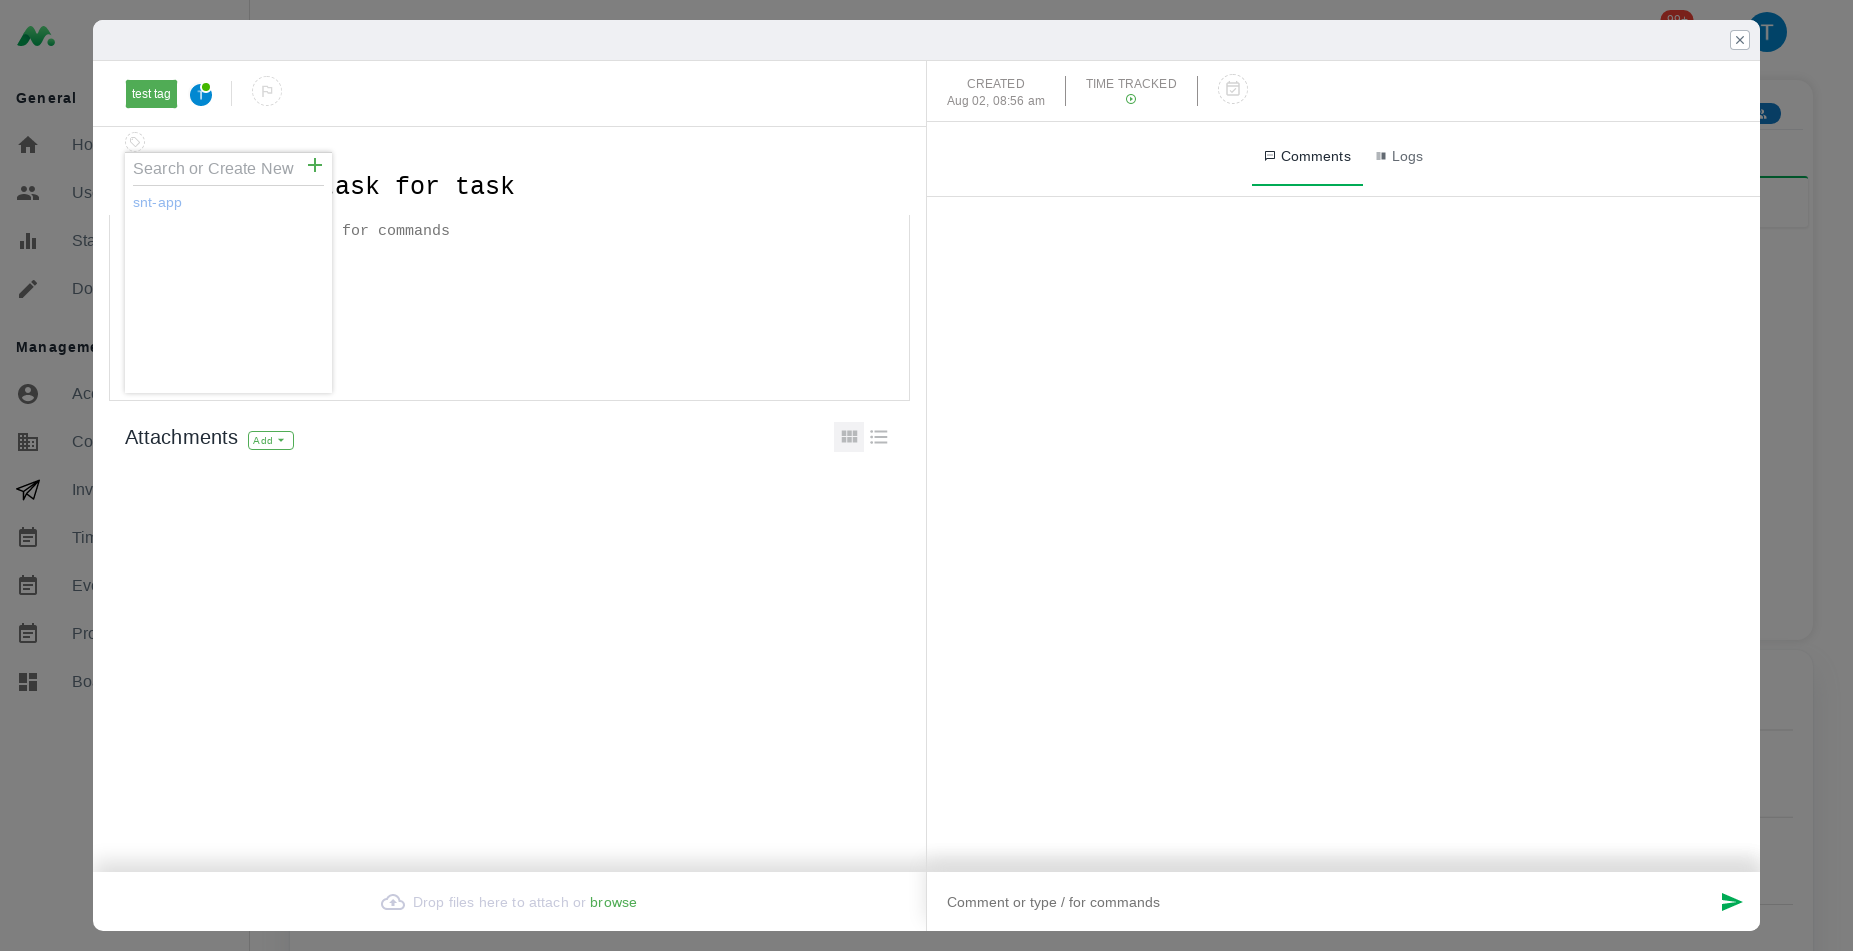 99+
T
General
Ho
Use
Sta
Do
Manageme
Acc
Co
Inv
Tim
Eve
Pro
Bo
test tag
T
Search or Create New
snt-app
ask for task
for commands
Attachments
Add
Drop files here to attach or browse
CREATED
Aug 02, 08:56 am
TIME TRACKED
Comments
Logs
Comment or type / for commands